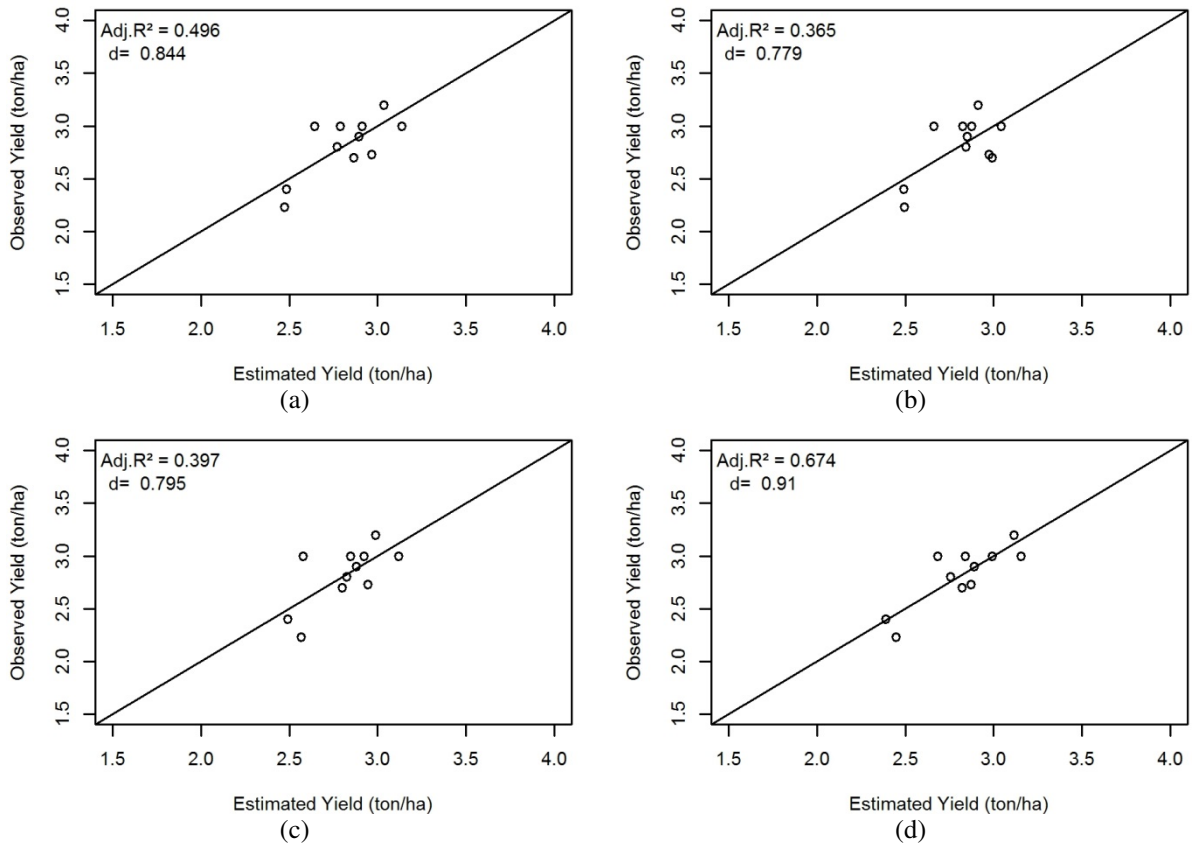 Adj.R² = 0.496
d= 0.844
Observed Yield (ton/ha)
4.0
3.5
3.0
2.5
2.0
1.5
1.5 2.0 2.5 3.0 3.5 4.0
Estimated Yield (ton/ha)
(a)
Adj.R² = 0.365
d= 0.779
Observed Yield (ton/ha)
4.0
3.5
3.0
2.5
2.0
1.5
1.5 2.0 2.5 3.0 3.5 4.0
Estimated Yield (ton/ha)
(b)
Adj.R² = 0.397
d= 0.795
Observed Yield (ton/ha)
4.0
3.5
3.0
2.5
2.0
1.5
1.5 2.0 2.5 3.0 3.5 4.0
Estimated Yield (ton/ha)
(c)
Adj.R² = 0.674
d= 0.91
Observed Yield (ton/ha)
4.0
3.5
3.0
2.5
2.0
1.5
1.5 2.0 2.5 3.0 3.5 4.0
Estimated Yield (ton/ha)
(d)